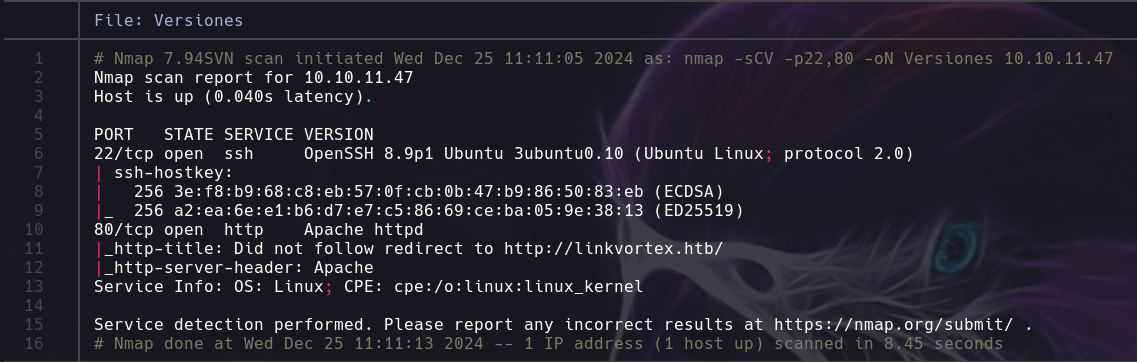 File: Versiones
1 # Nmap 7.94SVN scan initiated Wed Dec 25 11:11:05 2024 as: nmap -sCV -p22,80 -oN Versiones 10.10.11.47
2 Nmap scan report for 10.10.11.47
3 Host is up (0.040s latency).
4
5 PORT   STATE SERVICE VERSION
6 22/tcp open  ssh     OpenSSH 8.9p1 Ubuntu 3ubuntu0.10 (Ubuntu Linux; protocol 2.0)
7 | ssh-hostkey:
8 |   256 3e:f8:b9:68:c8:eb:57:0f:cb:0b:47:b9:86:50:83:eb (ECDSA)
9 |_  256 a2:ea:6e:e1:b6:d7:e7:c5:86:69:ce:ba:05:9e:38:13 (ED25519)
10 80/tcp open  http    Apache httpd
11 |_http-title: Did not follow redirect to http://linkvortex.htb/
12 |_http-server-header: Apache
13 Service Info: OS: Linux; CPE: cpe:/o:linux:linux_kernel
14
15 Service detection performed. Please report any incorrect results at https://nmap.org/submit/ .
16 # Nmap done at Wed Dec 25 11:11:13 2024 -- 1 IP address (1 host up) scanned in 8.45 seconds